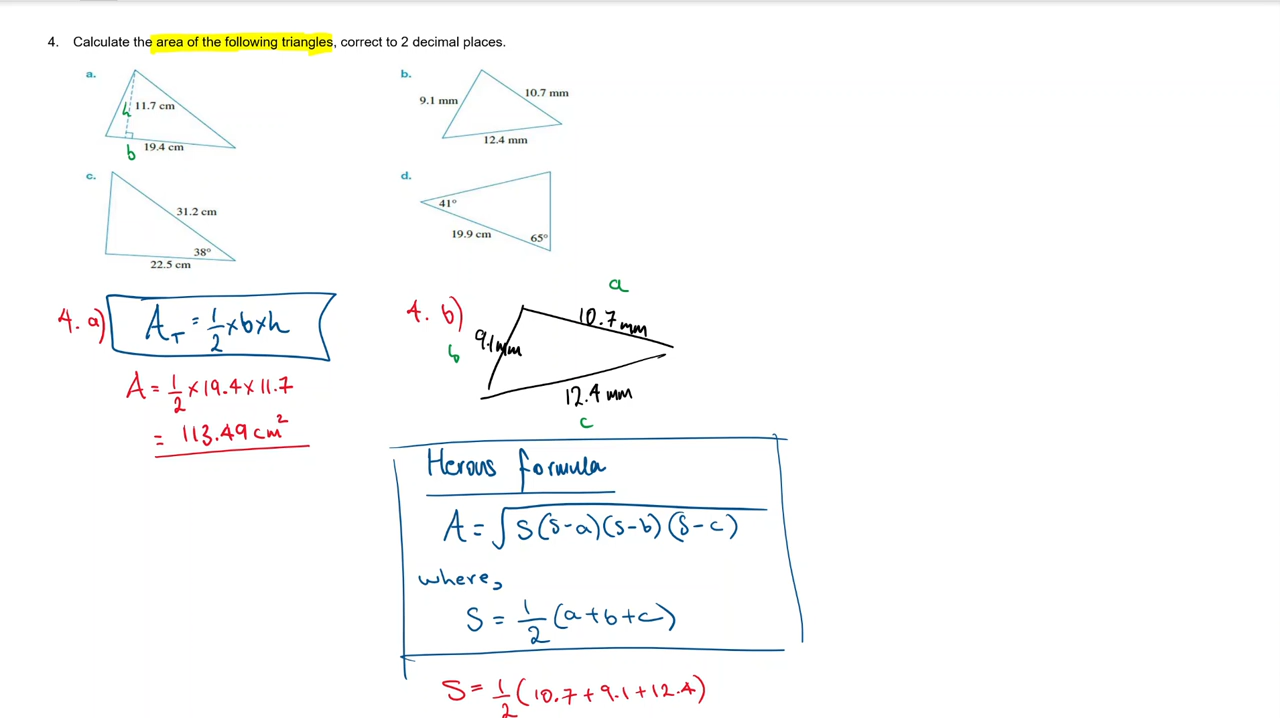 4. Calculate the area of the following triangles, correct to 2 decimal places.
a.
h
11.7 cm
b
19.4 cm
b.
9.1 mm
10.7 mm
12.4 mm
c.
31.2 cm
38°
22.5 cm
d.
41°
19.9 cm
65°
4. a)
A_T = 1/2 × b × h
A = 1/2 × 19.4 × 11.7
= 113.49 cm²
4. b)
a
10.7 mm
9.1 mm
b
12.4 mm
c
Herons formula
A = √S(S-a)(S-b)(S-c)
where,
S = 1/2 (a+b+c)
S = 1/2 (10.7 + 9.1 + 12.4)